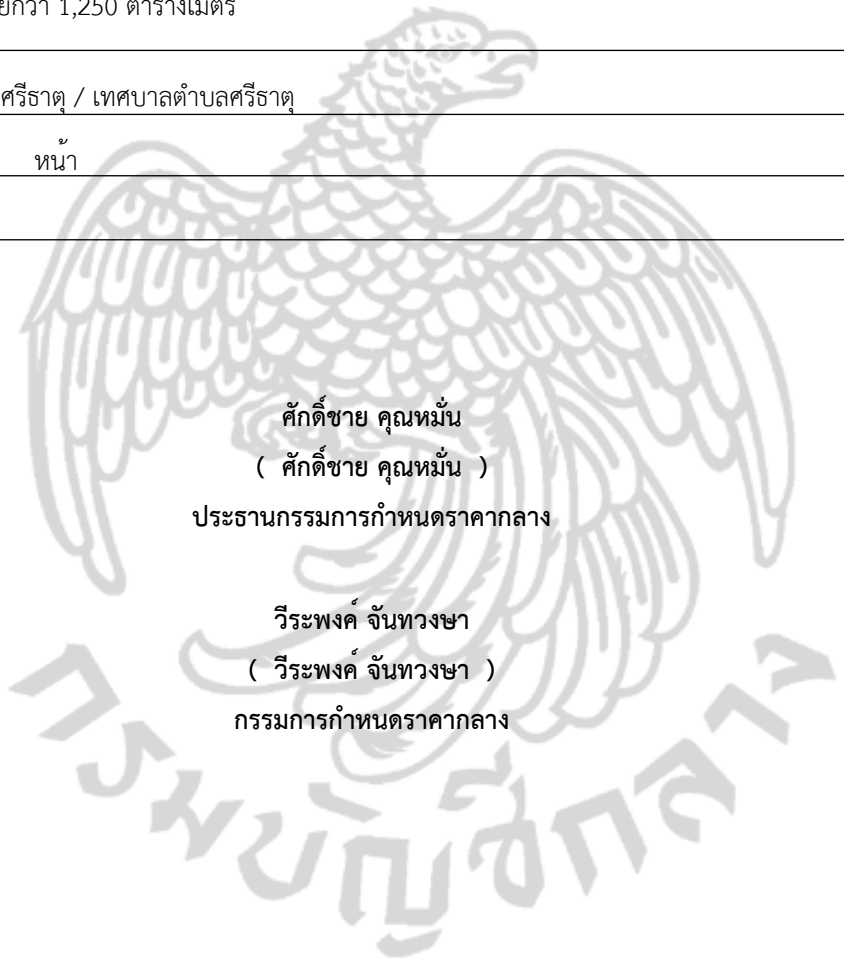 ยกว่า 1,250 ตารางเมตร
ศรีธาตุ / เทศบาลตำบลศรีธาตุ
หน้า
ศักดิ์ชาย คุณหมั่น
( ศักดิ์ชาย คุณหมั่น )
ประธานกรรมการกำหนดราคากลาง
วีระพงค์ จันทวงษา
( วีระพงค์ จันทวงษา )
กรรมการกำหนดราคากลาง
กรมบัญชีกลาง